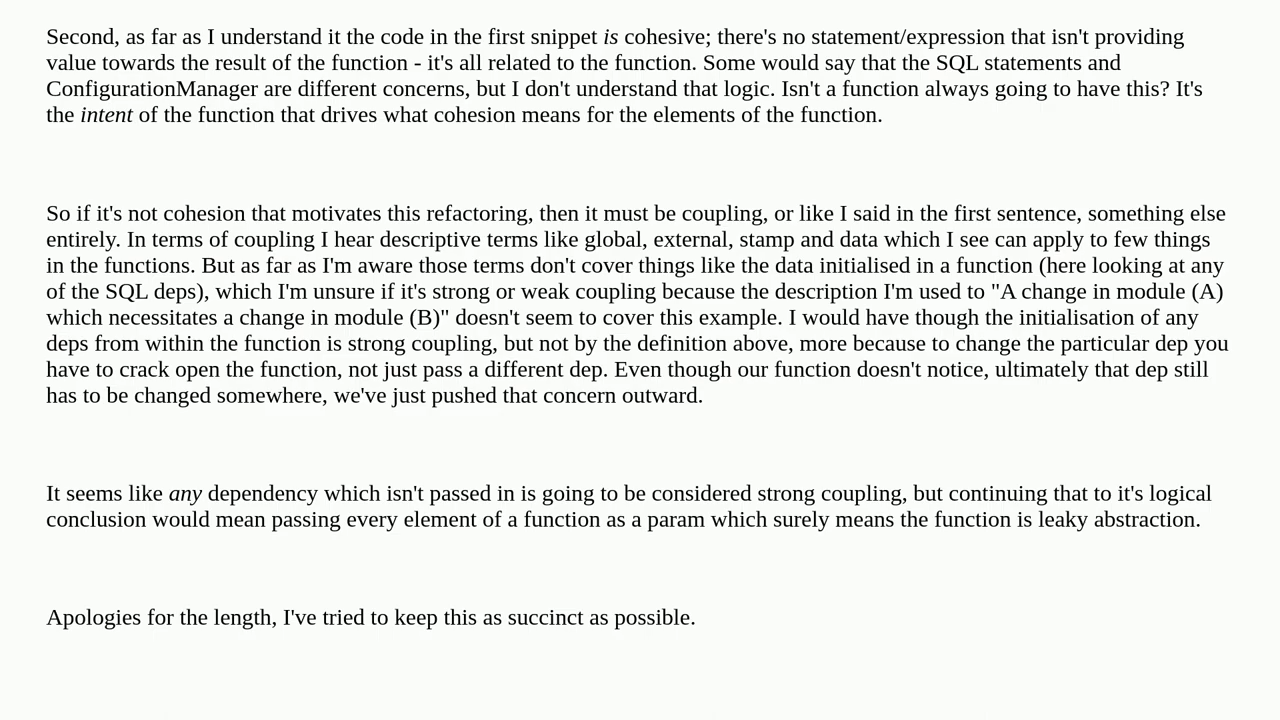 Second, as far as I understand it the code in the first snippet is cohesive; there's no statement/expression that isn't providing
value towards the result of the function - it's all related to the function. Some would say that the SQL statements and
ConfigurationManager are different concerns, but I don't understand that logic. Isn't a function always going to have this? It's
the intent of the function that drives what cohesion means for the elements of the function.
So if it's not cohesion that motivates this refactoring, then it must be coupling, or like I said in the first sentence, something else
entirely. In terms of coupling I hear descriptive terms like global, external, stamp and data which I see can apply to few things
in the functions. But as far as I'm aware those terms don't cover things like the data initialised in a function (here looking at any
of the SQL deps), which I'm unsure if it's strong or weak coupling because the description I'm used to "A change in module (A)
which necessitates a change in module (B)" doesn't seem to cover this example. I would have though the initialisation of any
deps from within the function is strong coupling, but not by the definition above, more because to change the particular dep you
have to crack open the function, not just pass a different dep. Even though our function doesn't notice, ultimately that dep still
has to be changed somewhere, we've just pushed that concern outward.
It seems like any dependency which isn't passed in is going to be considered strong coupling, but continuing that to it's logical
conclusion would mean passing every element of a function as a param which surely means the function is leaky abstraction.
Apologies for the length, I've tried to keep this as succinct as possible.